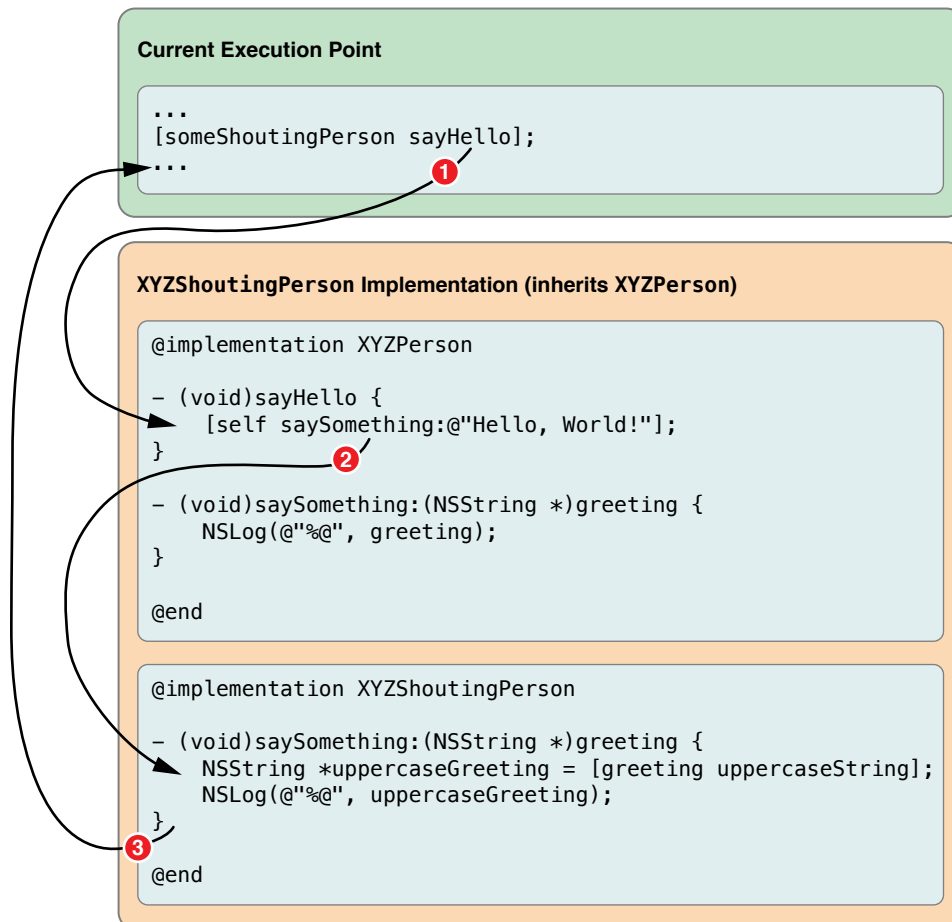 Current Execution Point
...
[someShoutingPerson sayHello];
...
1
XYZShoutingPerson Implementation (inherits XYZPerson)
@implementation XYZPerson
– (void)sayHello {
[self saySomething:@"Hello, World!"];
}
2
– (void)saySomething:(NSString *)greeting {
NSLog(@"%@", greeting);
}
@end
@implementation XYZShoutingPerson
– (void)saySomething:(NSString *)greeting {
NSString *uppercaseGreeting = [greeting uppercaseString];
NSLog(@"%@", uppercaseGreeting);
}
3
@end